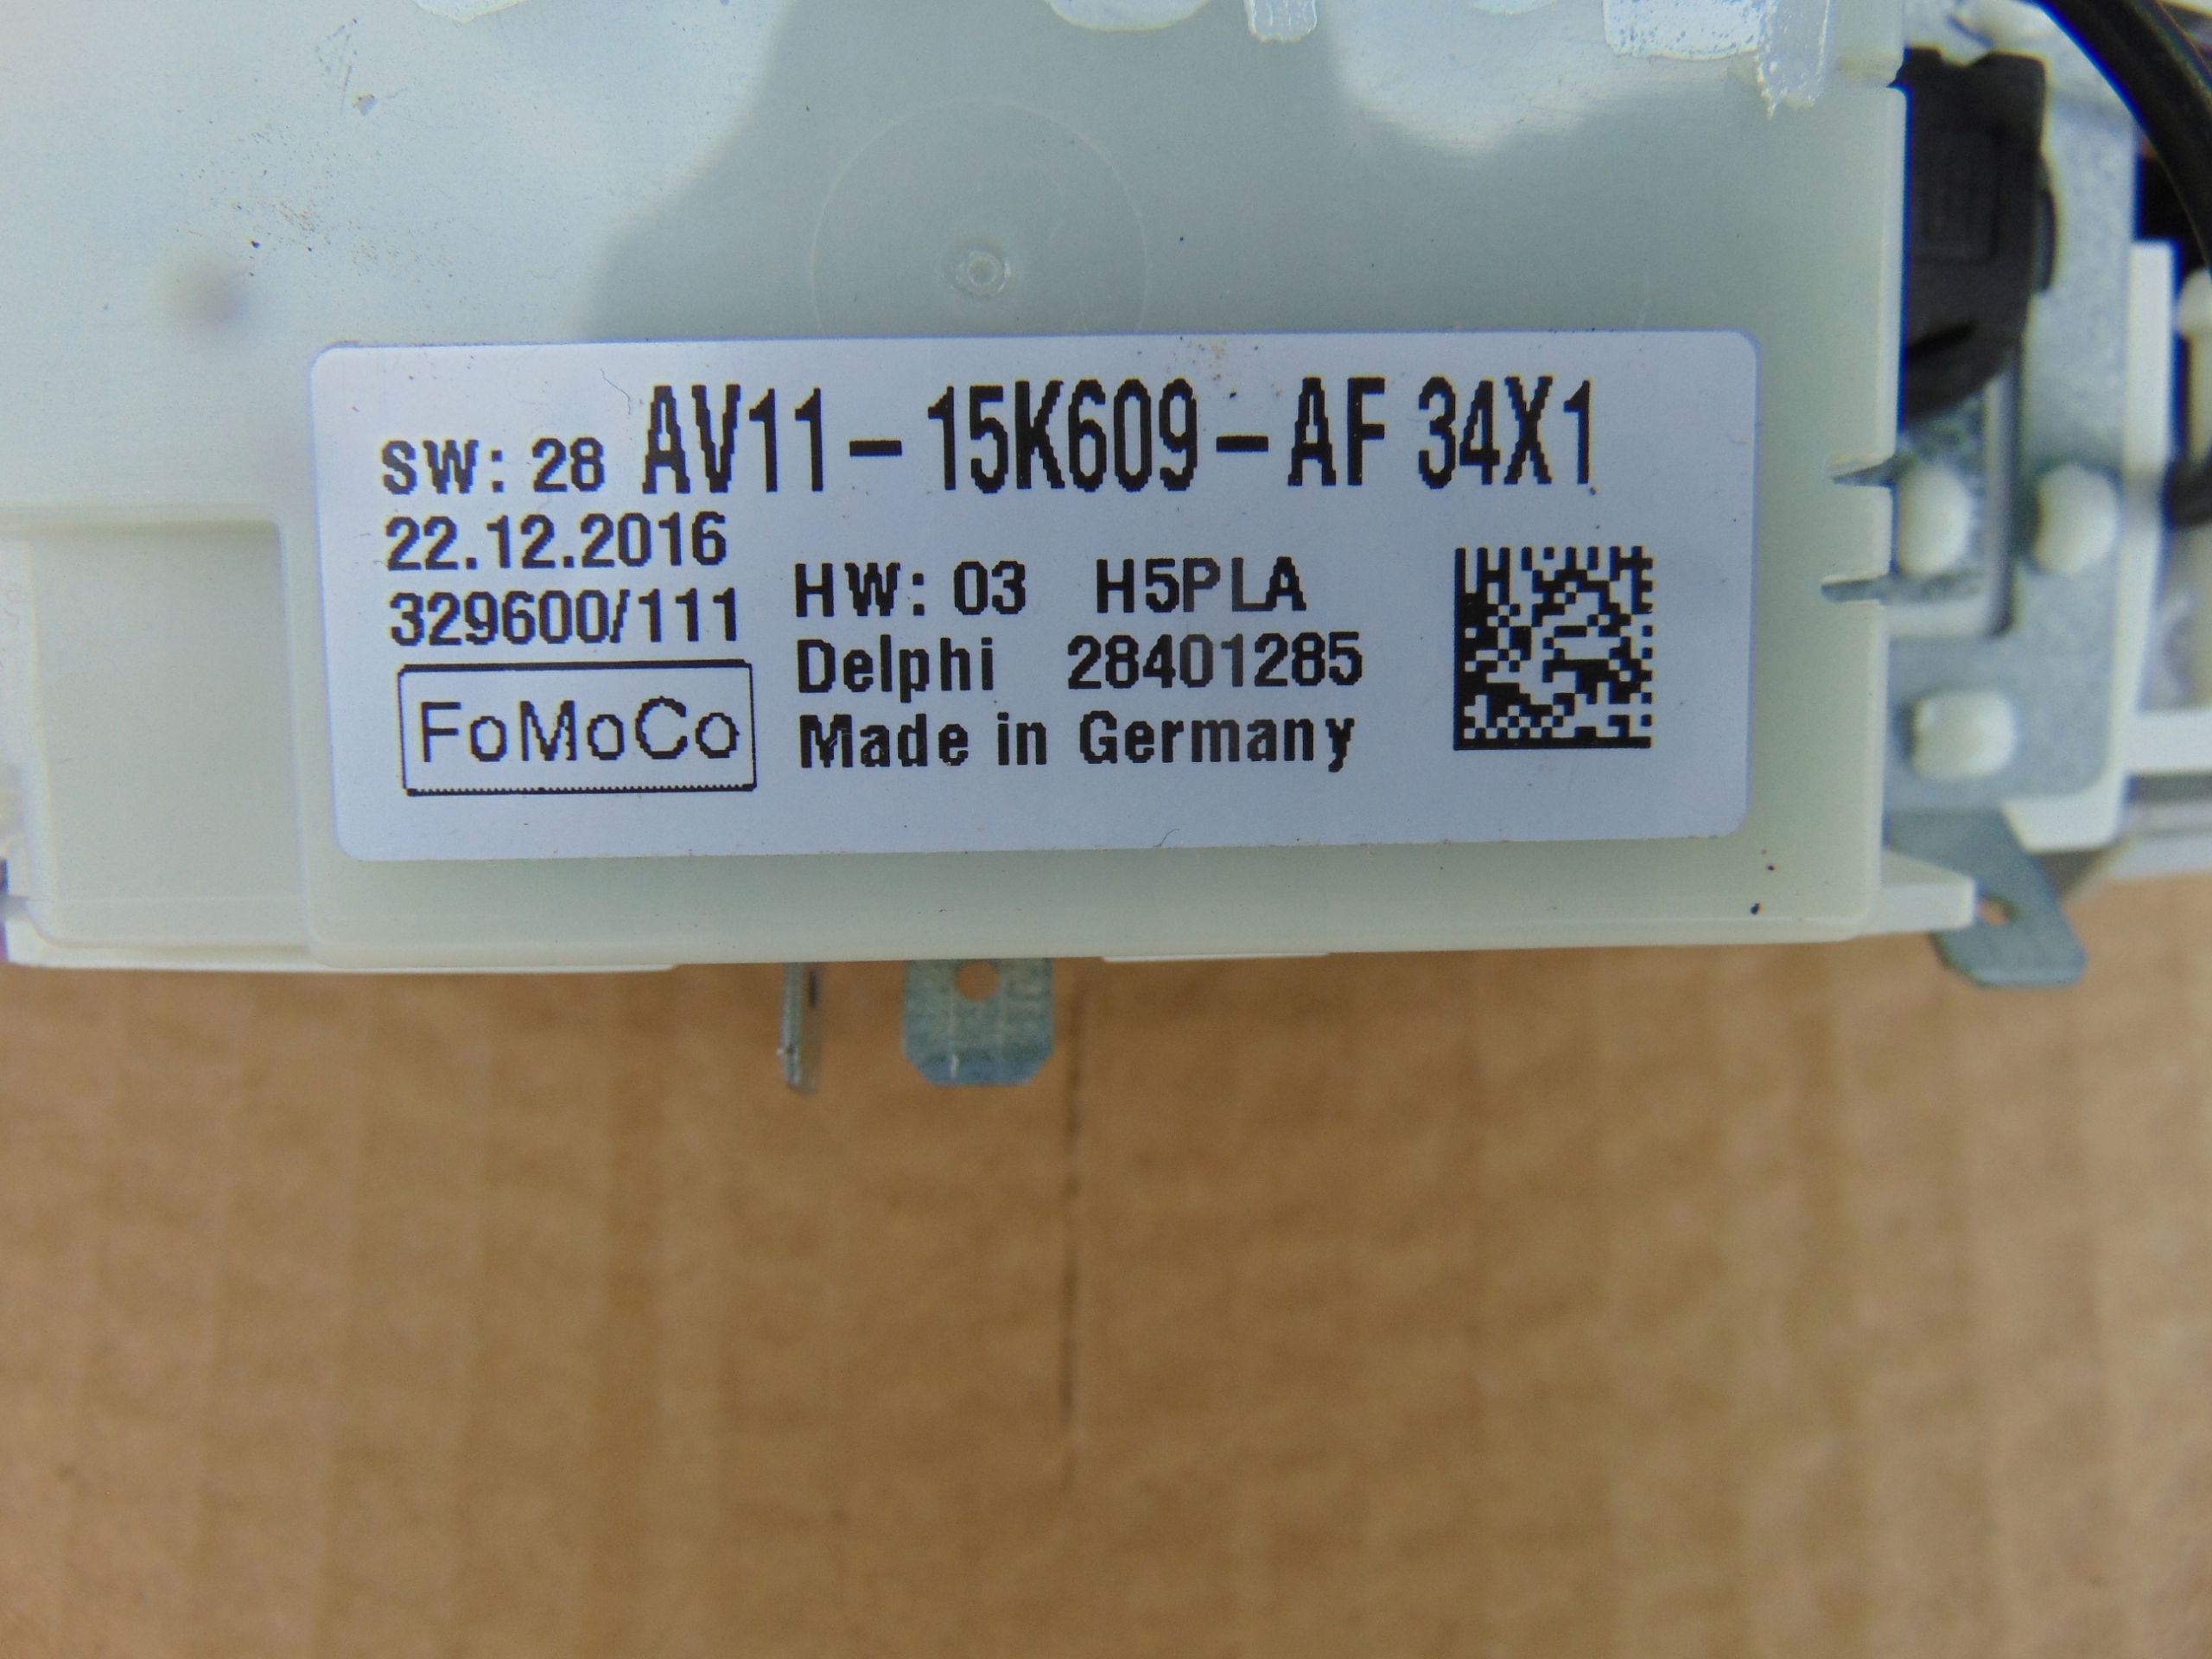 SW: 28 AV11-15K609-AF 34X1
22.12.2016
329600/111
HW: 03 H5PLA
Delphi 28401285
Made in Germany
FoMoCo